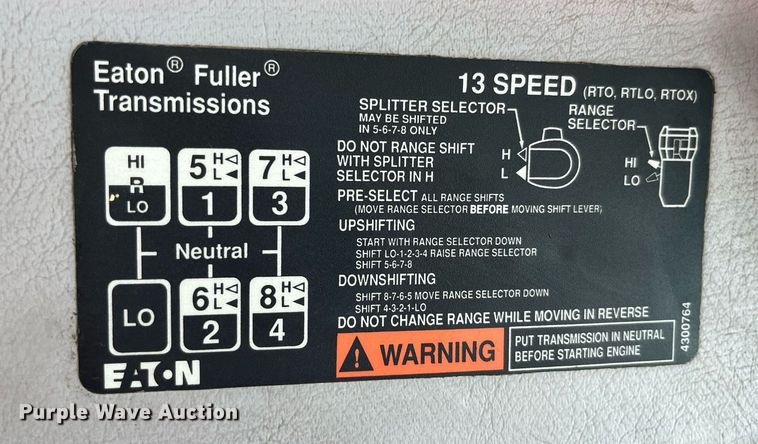 Eaton® Fuller®
Transmissions
13 SPEED (RTO, RTLO, RTOX)
SPLITTER SELECTOR
MAY BE SHIFTED
IN 5-6-7-8 ONLY
RANGE
SELECTOR
DO NOT RANGE SHIFT
WITH SPLITTER
SELECTOR IN H
H
L
HI
LO
HI
R
LO
5 H
L
1
7 H
L
3
Neutral
LO
6 H
L
2
8 H
L
4
PRE-SELECT ALL RANGE SHIFTS
(MOVE RANGE SELECTOR BEFORE MOVING SHIFT LEVER)
UPSHIFTING
START WITH RANGE SELECTOR DOWN
SHIFT LO-1-2-3-4 RAISE RANGE SELECTOR
SHIFT 5-6-7-8
DOWNSHIFTING
SHIFT 8-7-6-5 MOVE RANGE SELECTOR DOWN
SHIFT 4-3-2-1-LO
DO NOT CHANGE RANGE WHILE MOVING IN REVERSE
WARNING
PUT TRANSMISSION IN NEUTRAL
BEFORE STARTING ENGINE
4300764
EATON
Purple Wave Auction